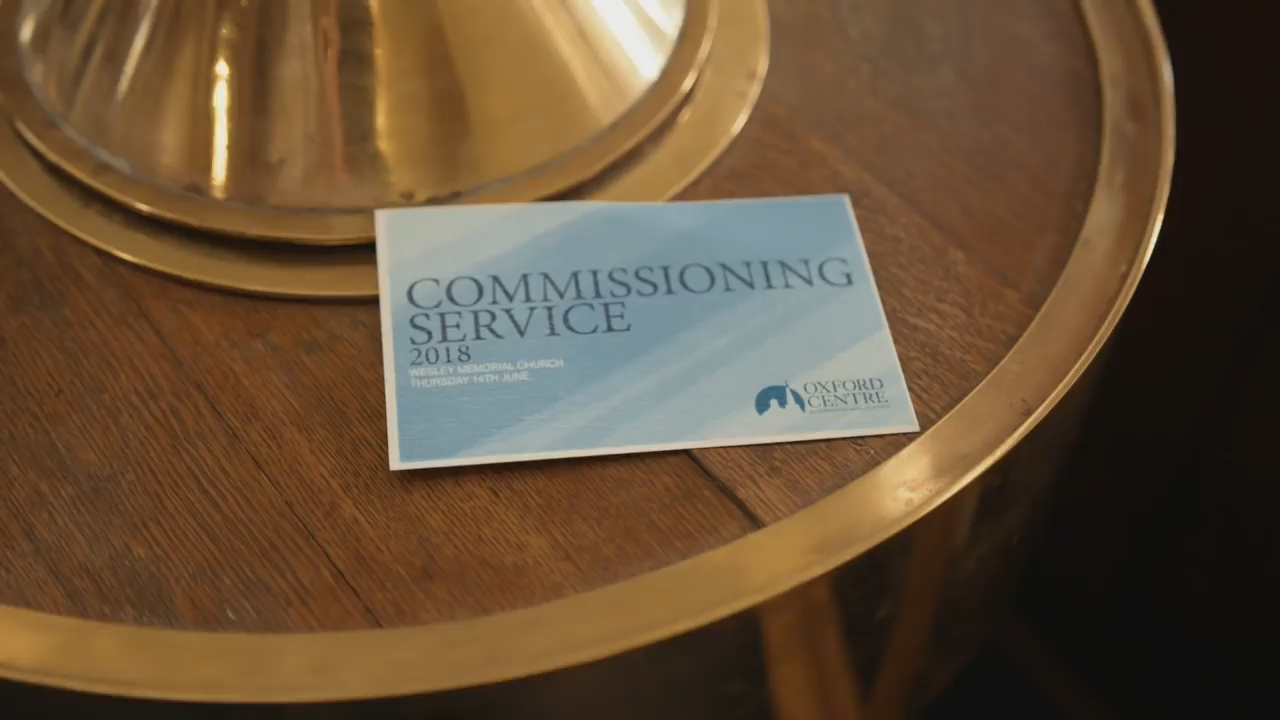 COMMISSIONING
SERVICE
2018
WESLEY MEMORIAL CHURCH
THURSDAY 14TH JUNE
OXFORD
CENTRE